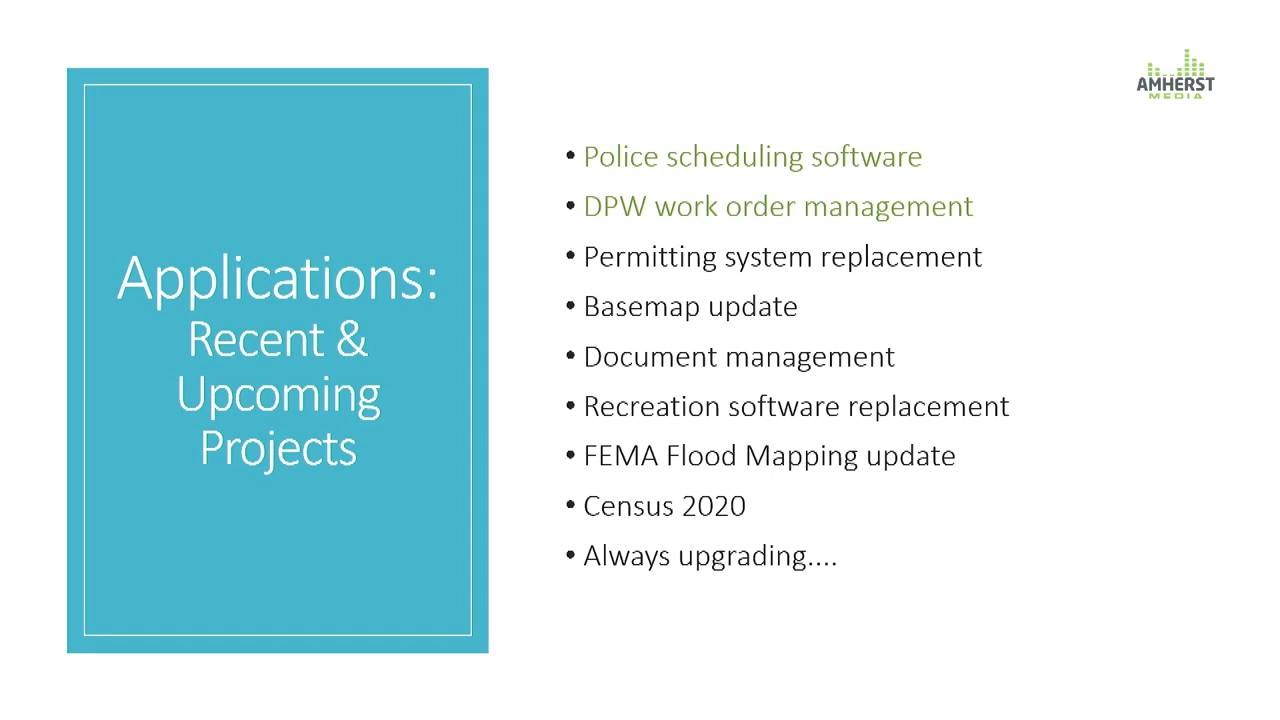 Applications:
Recent &
Upcoming
Projects
AMHERST
MEDIA
• Police scheduling software
• DPW work order management
• Permitting system replacement
• Basemap update
• Document management
• Recreation software replacement
• FEMA Flood Mapping update
• Census 2020
• Always upgrading....